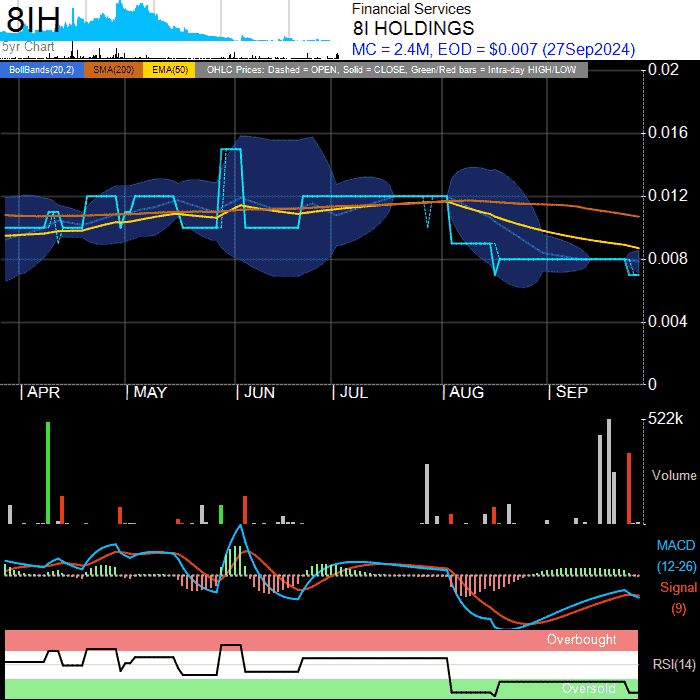 8IH
5yr Chart
Financial Services
8I HOLDINGS
MC = 2.4M, EOD = $0.007 (27Sep2024)
BollBands(20,2) SMA(200) EMA(50) OHLC Prices: Dashed = OPEN, Solid = CLOSE, Green/Red bars = Intra-day HIGH/LOW
0.02
0.016
0.012
0.008
0.004
0
APR MAY JUN JUL AUG SEP
522k
Volume
MACD
(12-26)
Signal
(9)
Overbought
RSI(14)
Oversold